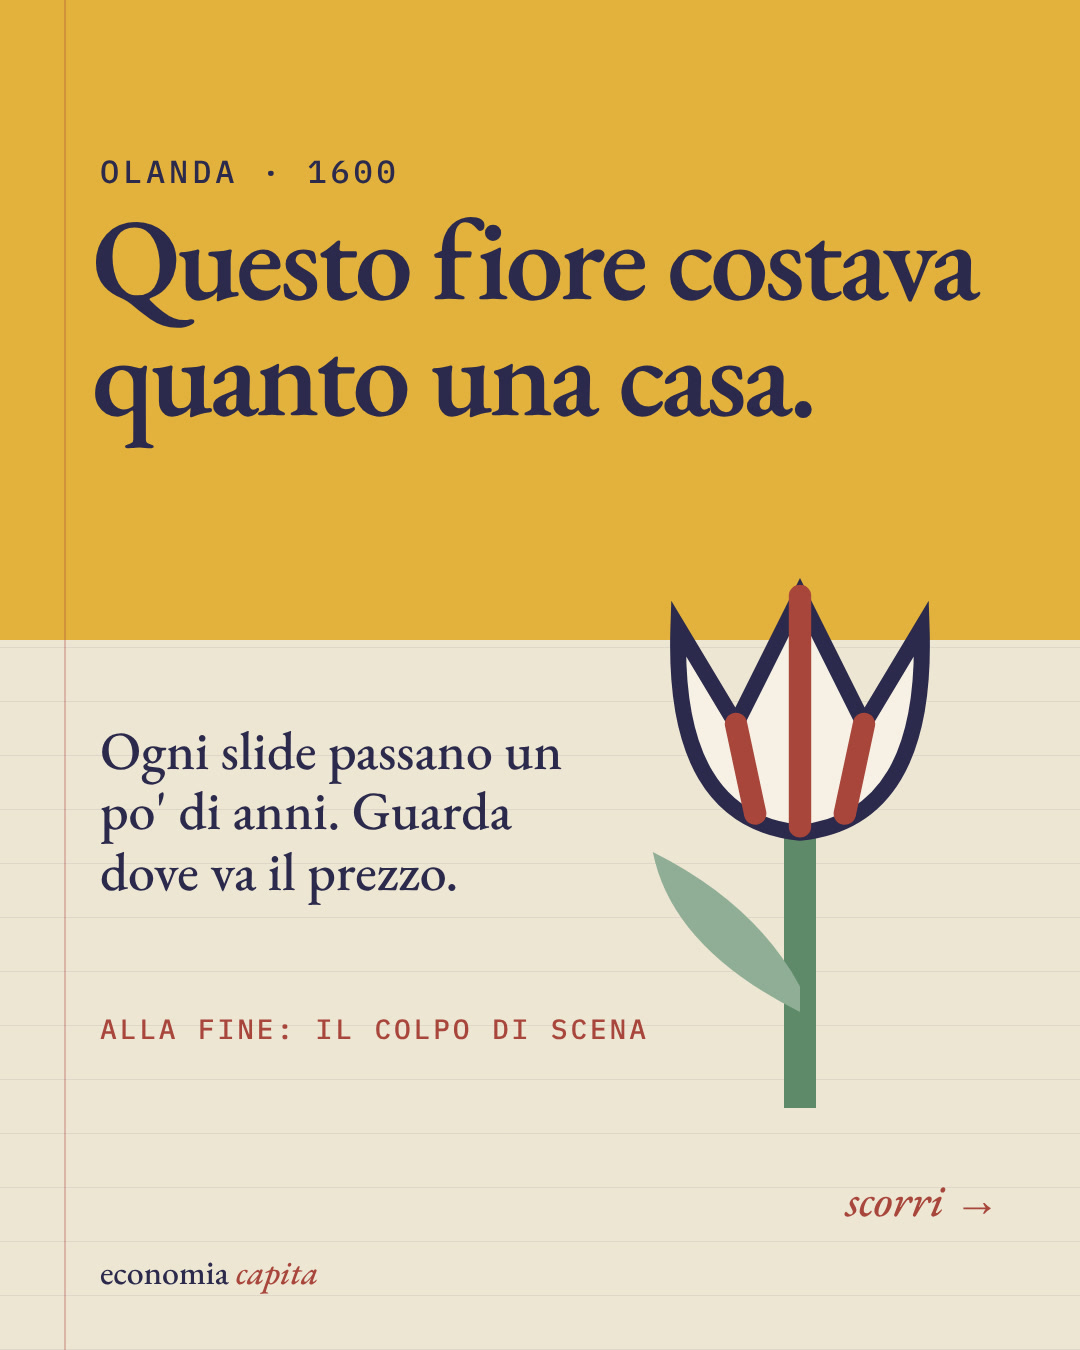 OLANDA · 1600
Questo fiore costava
quanto una casa.
Ogni slide passano un
po' di anni. Guarda
dove va il prezzo.
ALLA FINE: IL COLPO DI SCENA
scorri →
economia capita